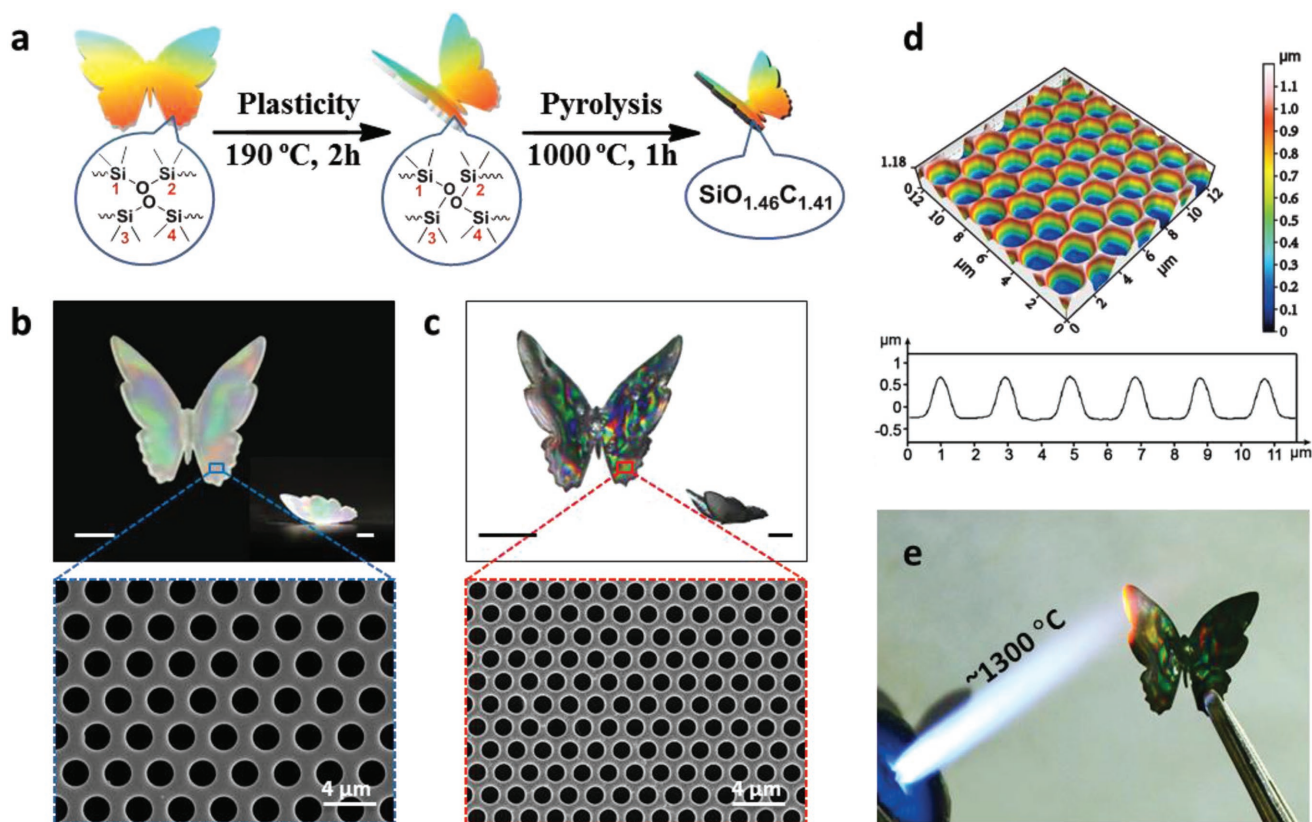 a
Plasticity
190 ºC, 2h
Pyrolysis
1000 ºC, 1h
Si Si
1 O 2
O
Si Si
3 4
Si Si
1 O 2
O
Si Si
3 4
SiO1.46C1.41
b
4 µm
c
4 µm
d
µm
1.1
1
0.9
0.8
0.7
0.6
0.5
0.4
0.3
0.2
0.1
0
1.18
0
12
10
8
6
4
2
0
µm
0
2
4
6
8
10
12
µm
µm
1
0.5
0
-0.5
0 1 2 3 4 5 6 7 8 9 10 11 µm
e
~1300 °C